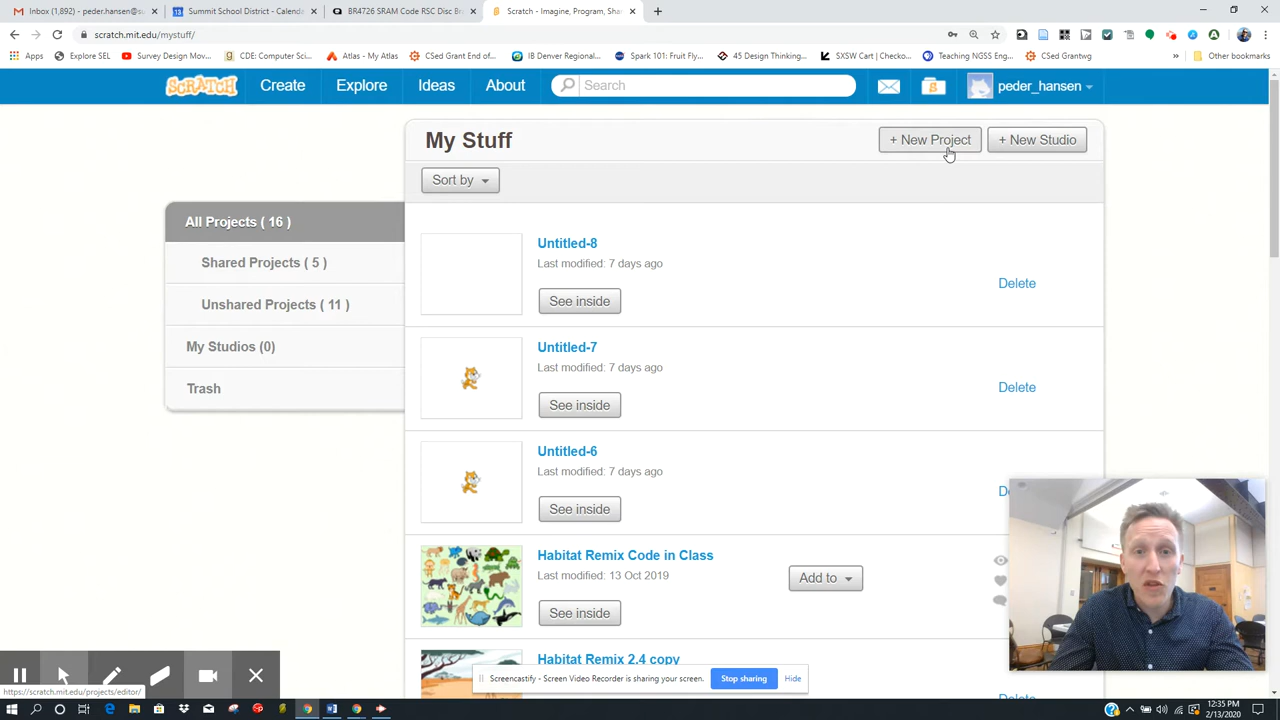 Inbox (1,892) - peder.hansen@su
Summit School District - Calenda
BR4726 SRAM Code RSC Disc Br
Scratch - Imagine, Program, Sha
scratch.mit.edu/mystuff/
Apps
Explore SEL
Survey Design Mov...
CDE: Computer Sci...
Atlas - My Atlas
CSed Grant End of...
IB Denver Regional...
Spark 101: Fruit Fly...
45 Design Thinking...
SXSW Cart | Checko...
Teaching NGSS Eng...
CSed Grantwg
»
Other bookmarks
SCRATCH
Create
Explore
Ideas
About
Search
peder_hansen
My Stuff
+ New Project
+ New Studio
Sort by
All Projects ( 16 )
Shared Projects ( 5 )
Unshared Projects ( 11 )
My Studios (0)
Trash
Untitled-8
Last modified: 7 days ago
See inside
Delete
Untitled-7
Last modified: 7 days ago
See inside
Delete
Untitled-6
Last modified: 7 days ago
See inside
Habitat Remix Code in Class
Last modified: 13 Oct 2019
Add to
See inside
Habitat Remix 2.4 copy
Screencastify - Screen Video Recorder is sharing your screen.
Stop sharing
Hide
https://scratch.mit.edu/projects/editor/
12:35 PM
2/13/2020